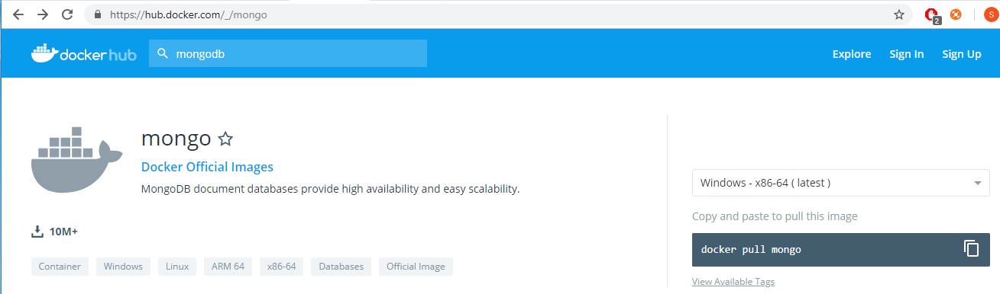 https://hub.docker.com/_/mongo
2
S
docker hub
mongodb
Explore
Sign In
Sign Up
mongo
Docker Official Images
MongoDB document databases provide high availability and easy scalability.
10M+
Container
Windows
Linux
ARM 64
x86-64
Databases
Official Image
Windows - x86-64 ( latest )
Copy and paste to pull this image
docker pull mongo
View Available Tags